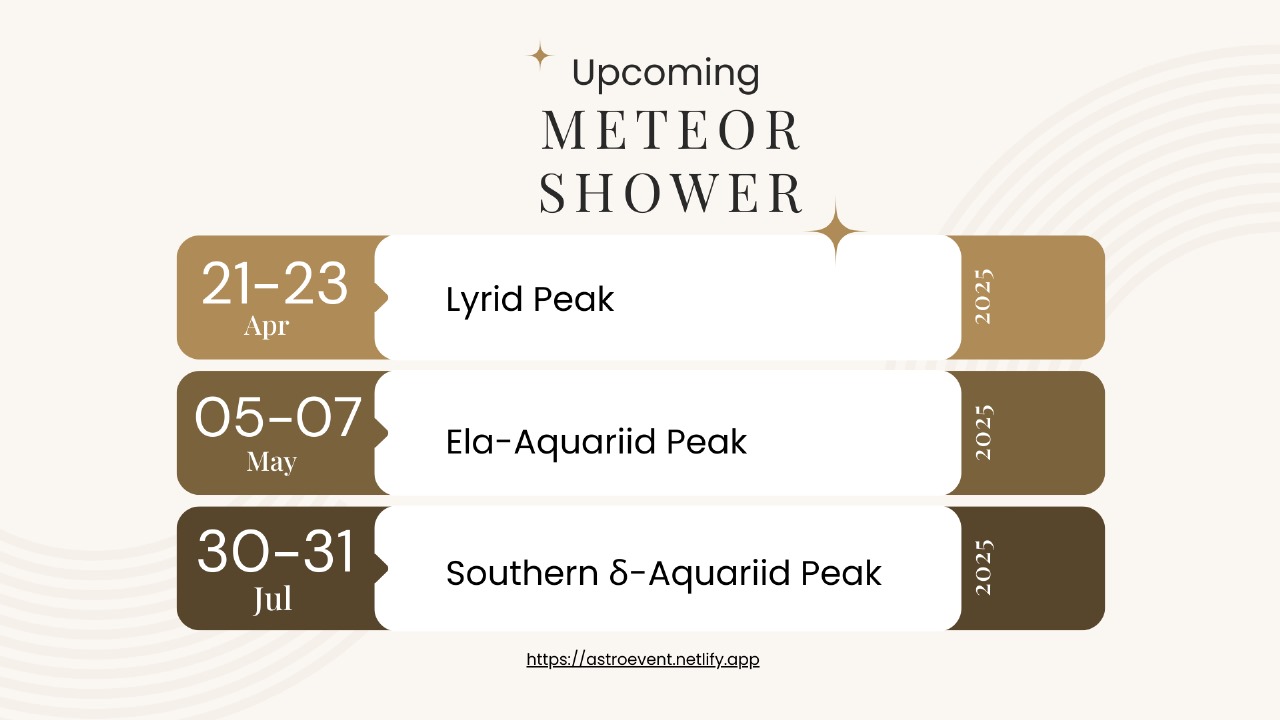 Upcoming
METEOR
SHOWER
21-23
Apr
Lyrid Peak
2025
05-07
May
Ela-Aquariid Peak
2025
30-31
Jul
Southern δ-Aquariid Peak
2025
https://astroevent.netlify.app